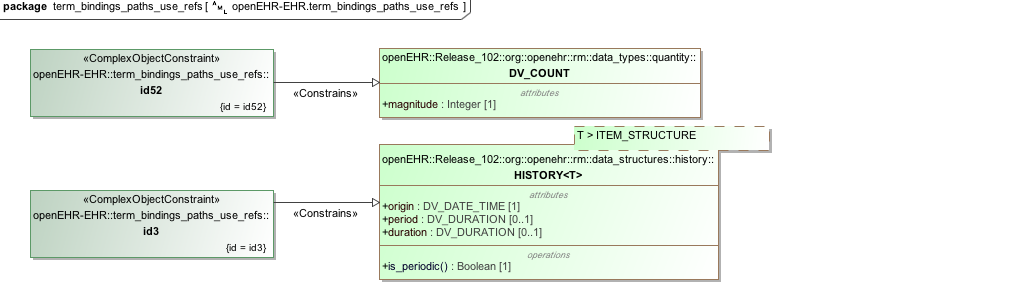 package term_bindings_paths_use_refs [ AML openEHR-EHR.term_bindings_paths_use_refs ]
«ComplexObjectConstraint»
openEHR-EHR::term_bindings_paths_use_refs::
id52
{id = id52}
«Constrains»
openEHR::Release_102::org::openehr::rm::data_types::quantity::
DV_COUNT
attributes
+magnitude : Integer [1]
T > ITEM_STRUCTURE
openEHR::Release_102::org::openehr::rm::data_structures::history::
HISTORY<T>
attributes
+origin : DV_DATE_TIME [1]
+period : DV_DURATION [0..1]
+duration : DV_DURATION [0..1]
operations
+is_periodic() : Boolean [1]
«ComplexObjectConstraint»
openEHR-EHR::term_bindings_paths_use_refs::
id3
{id = id3}
«Constrains»